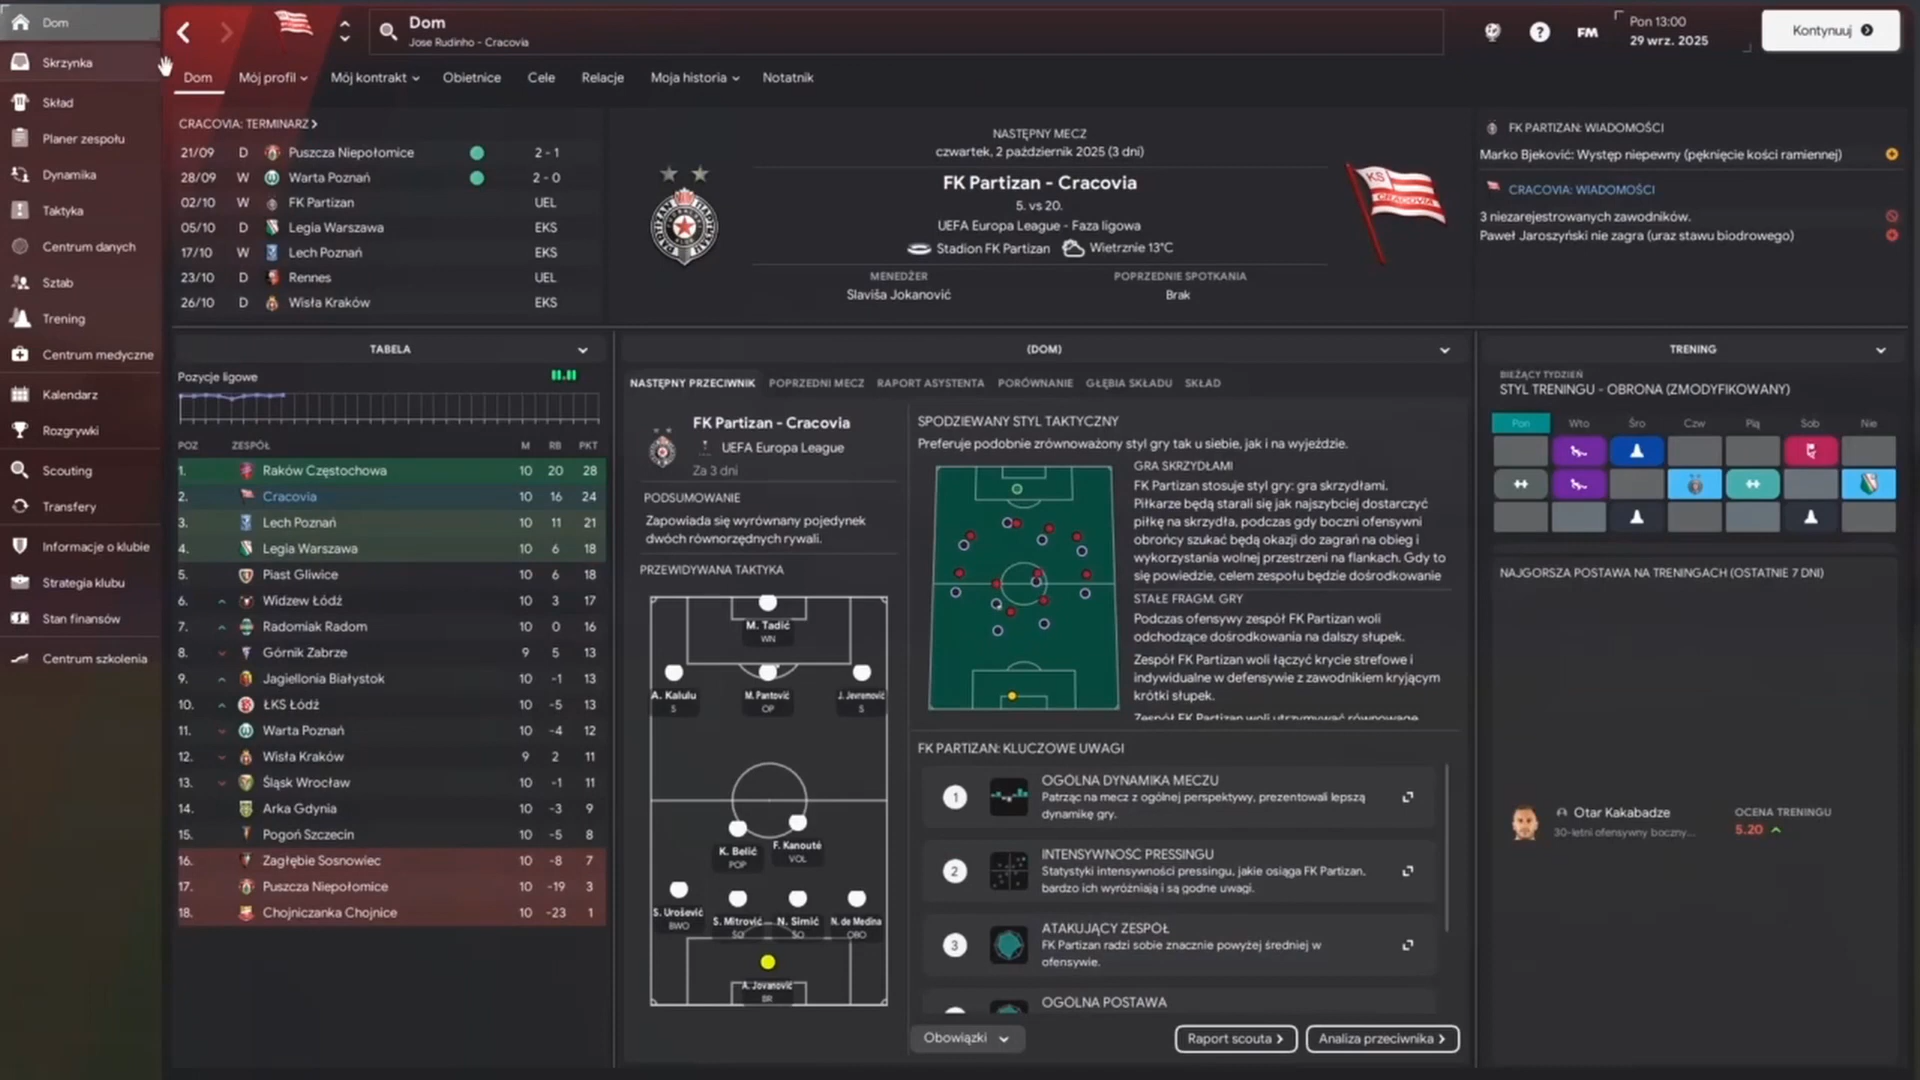 Dom
Skrzynka
Skład
Planer zespołu
Dynamika
Taktyka
Centrum danych
Sztab
Trening
Centrum medyczne
Kalendarz
Rozgrywki
Scouting
Transfery
Informacje o klubie
Strategia klubu
Stan finansów
Centrum szkolenia
Dom
Jose Rudinho - Cracovia
FM
Pon 13:00
29 wrz. 2025
Kontynuuj
Dom
Mój profil
Mój kontrakt
Obietnice
Cele
Relacje
Moja historia
Notatnik
CRACOVIA: TERMINARZ
21/09 D Puszcza Niepołomice 2 - 1
28/09 W Warta Poznań 2 - 0
02/10 W FK Partizan UEL
05/10 D Legia Warszawa EKS
17/10 W Lech Poznań EKS
23/10 D Rennes UEL
26/10 D Wisła Kraków EKS
NASTĘPNY MECZ
czwartek, 2 październik 2025 (3 dni)
FK Partizan - Cracovia
5. vs 20.
UEFA Europa League - Faza ligowa
Stadion FK Partizan Wietrznie 13°C
MENEDŻER
Slaviša Jokanović
POPRZEDNIE SPOTKANIA
Brak
KS
CRACOVIA
FK PARTIZAN: WIADOMOŚCI
Marko Bjeković: Występ niepewny (pęknięcie kości ramiennej)
CRACOVIA: WIADOMOŚCI
3 niezarejestrowanych zawodników.
Paweł Jaroszyński nie zagra (uraz stawu biodrowego)
TABELA
Pozycje ligowe
POZ ZESPÓŁ M RB PKT
1. Raków Częstochowa 10 20 28
2. Cracovia 10 16 24
3. Lech Poznań 10 11 21
4. Legia Warszawa 10 6 18
5. Piast Gliwice 10 6 18
6. Widzew Łódź 10 3 17
7. Radomiak Radom 10 0 16
8. Górnik Zabrze 9 5 13
9. Jagiellonia Białystok 10 -1 13
10. ŁKS Łódź 10 -5 13
11. Warta Poznań 10 -4 12
12. Wisła Kraków 9 2 11
13. Śląsk Wrocław 10 -1 11
14. Arka Gdynia 10 -3 9
15. Pogoń Szczecin 10 -5 8
16. Zagłębie Sosnowiec 10 -8 7
17. Puszcza Niepołomice 10 -19 3
18. Chojniczanka Chojnice 10 -23 1
(DOM)
NASTĘPNY PRZECIWNIK
POPRZEDNI MECZ
RAPORT ASYSTENTA
PORÓWNANIE
GŁĘBIA SKŁADU
SKŁAD
FK Partizan - Cracovia
UEFA Europa League
Za 3 dni
PODSUMOWANIE
Zapowiada się wyrównany pojedynek
dwóch równorzędnych rywali.
PRZEWIDYWANA TAKTYKA
M. Tadić
WN
A. Kalulu
S
M. Pantović
OP
J. Jevremović
S
K. Belić
POP
F. Kanouté
VOL
S. Urošević
BWO
S. Mitrović
ŚO
N. Simić
ŚO
N. de Medina
OBO
A. Jovanović
BR
SPODZIEWANY STYL TAKTYCZNY
Preferuje podobnie zrównoważony styl gry tak u siebie, jak i na wyjeździe.
GRA SKRZYDŁAMI
FK Partizan stosuje styl gry: gra skrzydłami.
Piłkarze będą starali się jak najszybciej dostarczyć
piłkę na skrzydła, podczas gdy boczni ofensywni
obrońcy szukać będą okazji do zagrań na obieg i
wykorzystania wolnej przestrzeni na flankach. Gdy to
się powiedzie, celem zespołu będzie dośrodkowanie
STAŁE FRAGM. GRY
Podczas ofensywy zespół FK Partizan woli
odchodzące dośrodkowania na dalszy słupek.
Zespół FK Partizan woli łączyć krycie strefowe i
indywidualne w defensywie z zawodnikiem kryjącym
krótki słupek.
Zespół FK Partizan woli utrzymywać równowagę
FK PARTIZAN: KLUCZOWE UWAGI
1
OGÓLNA DYNAMIKA MECZU
Patrząc na mecz z ogólnej perspektywy, prezentowali lepszą
dynamikę gry.
2
INTENSYWNOŚĆ PRESSINGU
Statystyki intensywności pressingu, jakie osiąga FK Partizan,
bardzo ich wyróżniają i są godne uwagi.
3
ATAKUJĄCY ZESPÓŁ
FK Partizan radzi sobie znacznie powyżej średniej w
ofensywie.
OGÓLNA POSTAWA
Obowiązki
Raport scouta
Analiza przeciwnika
TRENING
BIEŻĄCY TYDZIEŃ
STYL TRENINGU - OBRONA (ZMODYFIKOWANY)
Pon Wto Śro Czw Pią Sob Nie
NAJGORSZA POSTAWA NA TRENINGACH (OSTATNIE 7 DNI)
Otar Kakabadze
30-letni ofensywny boczny...
OCENA TRENINGU
5.20